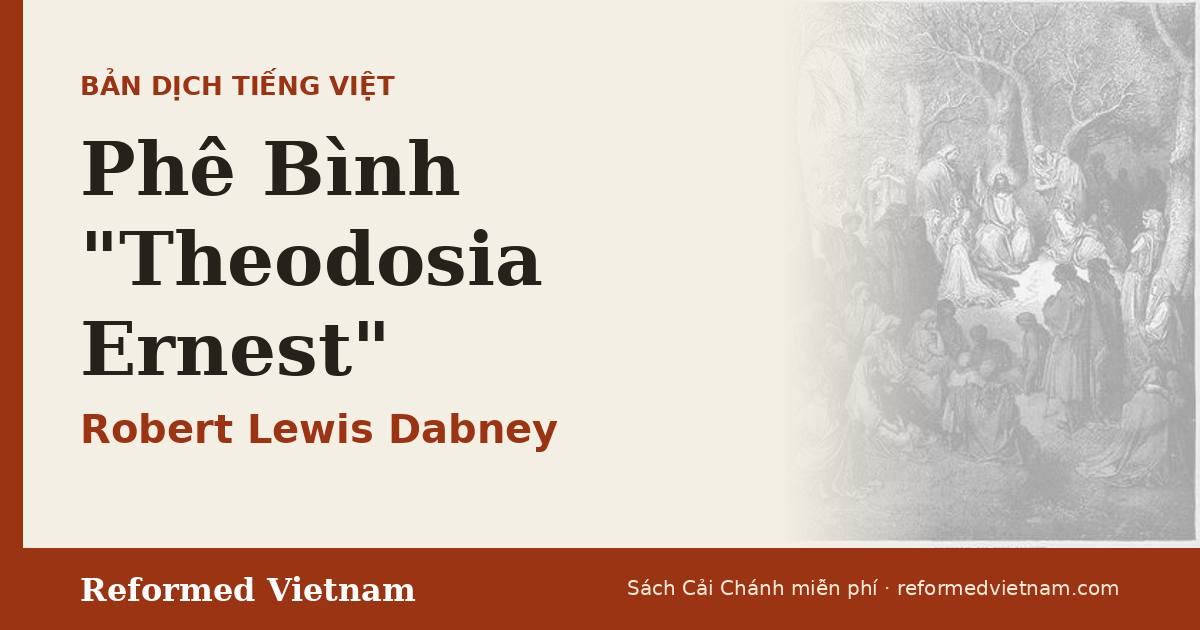 BẢN DỊCH TIẾNG VIỆT
Phê Bình
"Theodosia
Ernest"
Robert Lewis Dabney
Reformed Vietnam
Sách Cải Chánh miễn phí · reformedvietnam.com